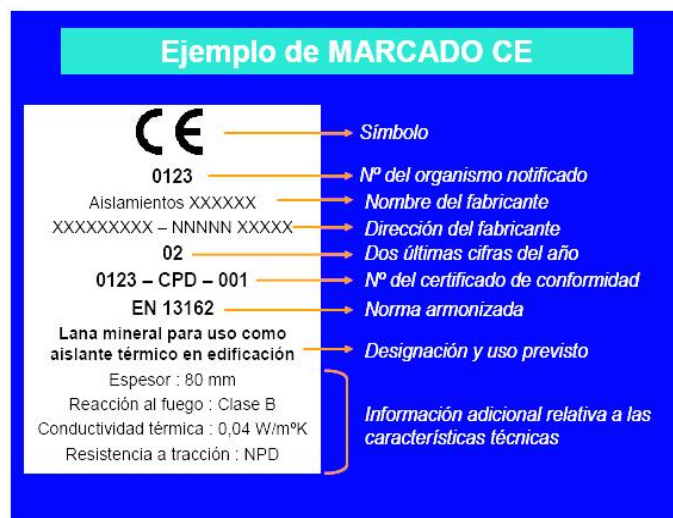 Ejemplo de MARCADO CE
CE
Símbolo
0123
Nº del organismo notificado
Aislamientos XXXXXX
Nombre del fabricante
XXXXXXXXX – NNNNN XXXXX
Dirección del fabricante
02
Dos últimas cifras del año
0123 – CPD – 001
Nº del certificado de conformidad
EN 13162
Norma armonizada
Lana mineral para uso como
aislante térmico en edificación
Designación y uso previsto
Espesor : 80 mm
Reacción al fuego : Clase B
Conductividad térmica : 0,04 W/mºK
Resistencia a tracción : NPD
Información adicional relativa a las
características técnicas